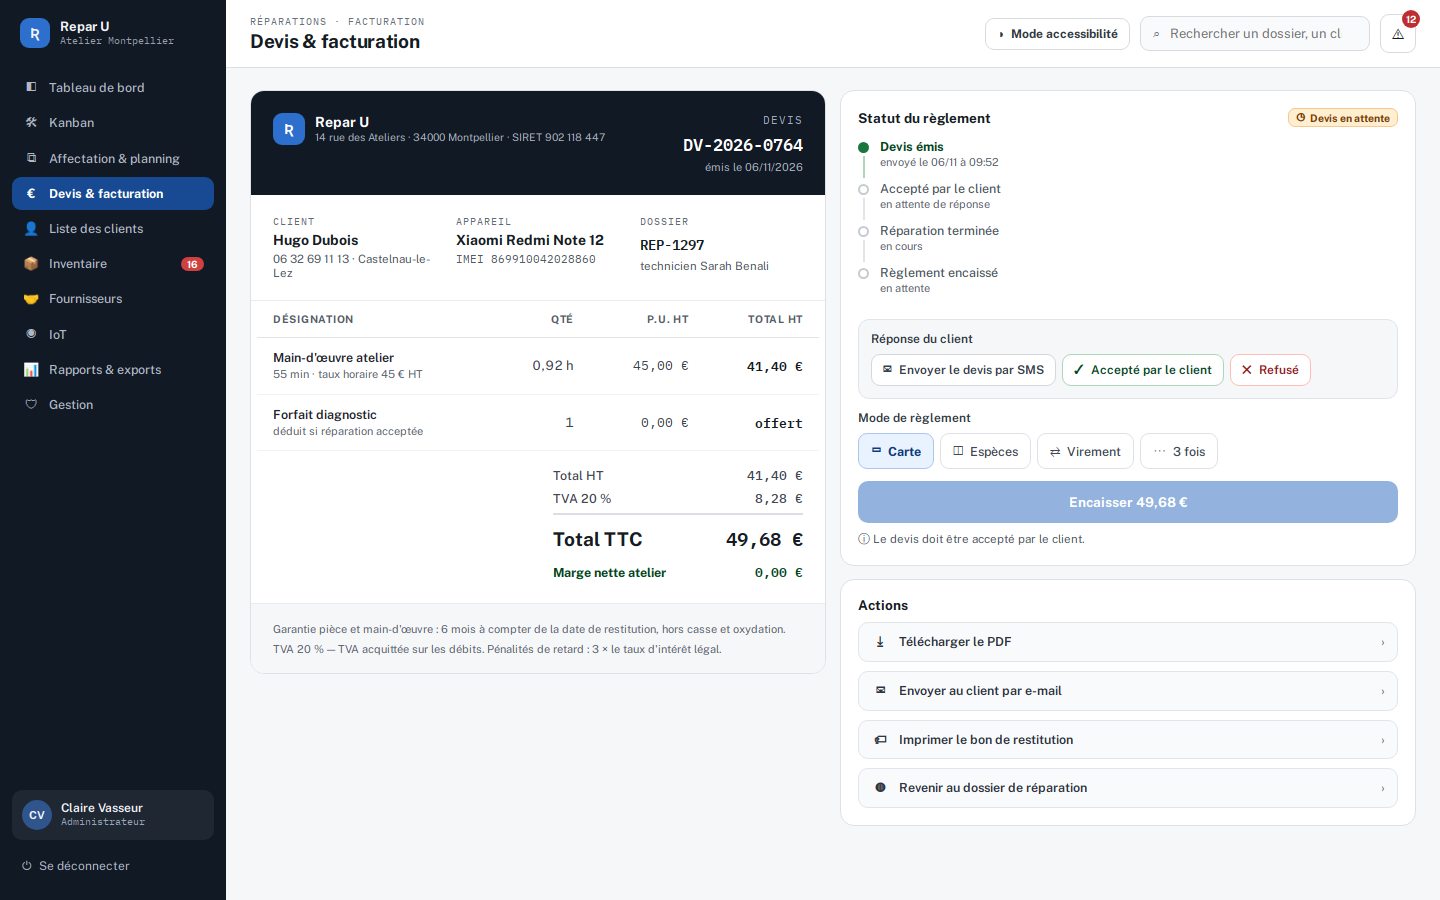 Repar U
Atelier Montpellier
Tableau de bord
Kanban
Affectation & planning
€ Devis & facturation
Liste des clients
Inventaire 16
Fournisseurs
IoT
Rapports & exports
Gestion
CV
Claire Vasseur
Administrateur
Se déconnecter
RÉPARATIONS · FACTURATION
Devis & facturation
Mode accessibilité
Rechercher un dossier, un cl
12
Repar U
14 rue des Ateliers · 34000 Montpellier · SIRET 902 118 447
DEVIS
DV-2026-0764
émis le 06/11/2026
CLIENT
Hugo Dubois
06 32 69 11 13 · Castelnau-le-
Lez
APPAREIL
Xiaomi Redmi Note 12
IMEI 869910042028860
DOSSIER
REP-1297
technicien Sarah Benali
DÉSIGNATION QTÉ P.U. HT TOTAL HT
Main-d'œuvre atelier
55 min · taux horaire 45 € HT
0,92 h 45,00 € 41,40 €
Forfait diagnostic
déduit si réparation acceptée
1 0,00 € offert
Total HT 41,40 €
TVA 20 % 8,28 €
Total TTC 49,68 €
Marge nette atelier 0,00 €
Garantie pièce et main-d'œuvre : 6 mois à compter de la date de restitution, hors casse et oxydation.
TVA 20 % — TVA acquittée sur les débits. Pénalités de retard : 3 × le taux d'intérêt légal.
Statut du règlement
Devis en attente
Devis émis
envoyé le 06/11 à 09:52
Accepté par le client
en attente de réponse
Réparation terminée
en cours
Règlement encaissé
en attente
Réponse du client
Envoyer le devis par SMS
✓ Accepté par le client
✕ Refusé
Mode de règlement
Carte
Espèces
⇄ Virement
··· 3 fois
Encaisser 49,68 €
ⓘ Le devis doit être accepté par le client.
Actions
Télécharger le PDF ›
Envoyer au client par e-mail ›
Imprimer le bon de restitution ›
Revenir au dossier de réparation ›